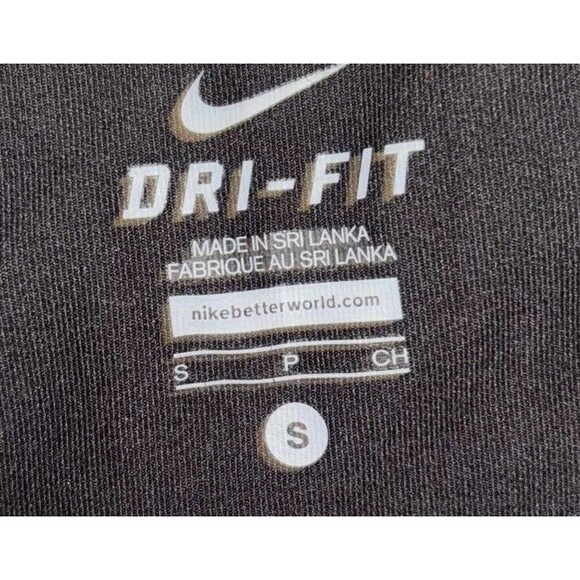 DRI-FIT
MADE IN SRI LANKA
FABRIQUE AU SRI LANKA
nikebetterworld.com
S P CH
S